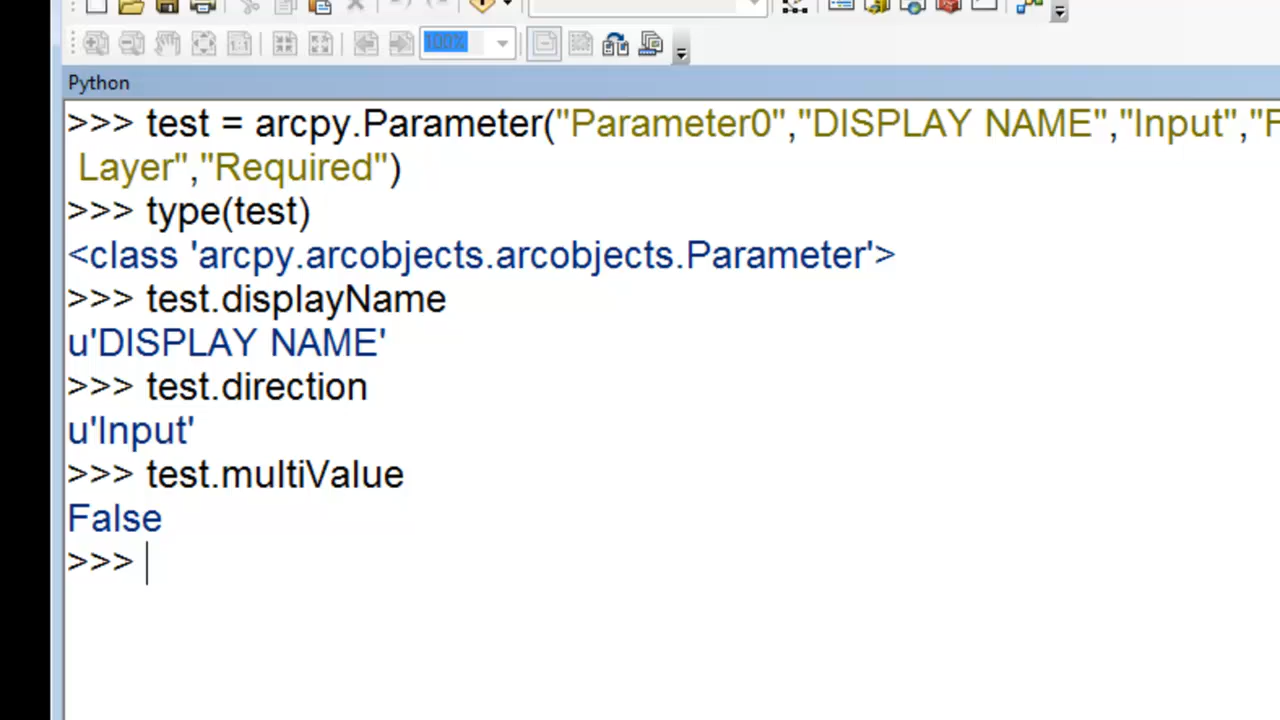 100%
Python
>>> test = arcpy.Parameter("Parameter0","DISPLAY NAME","Input","F
Layer","Required")
>>> type(test)
<class 'arcpy.arcobjects.arcobjects.Parameter'>
>>> test.displayName
u'DISPLAY NAME'
>>> test.direction
u'Input'
>>> test.multiValue
False
>>>